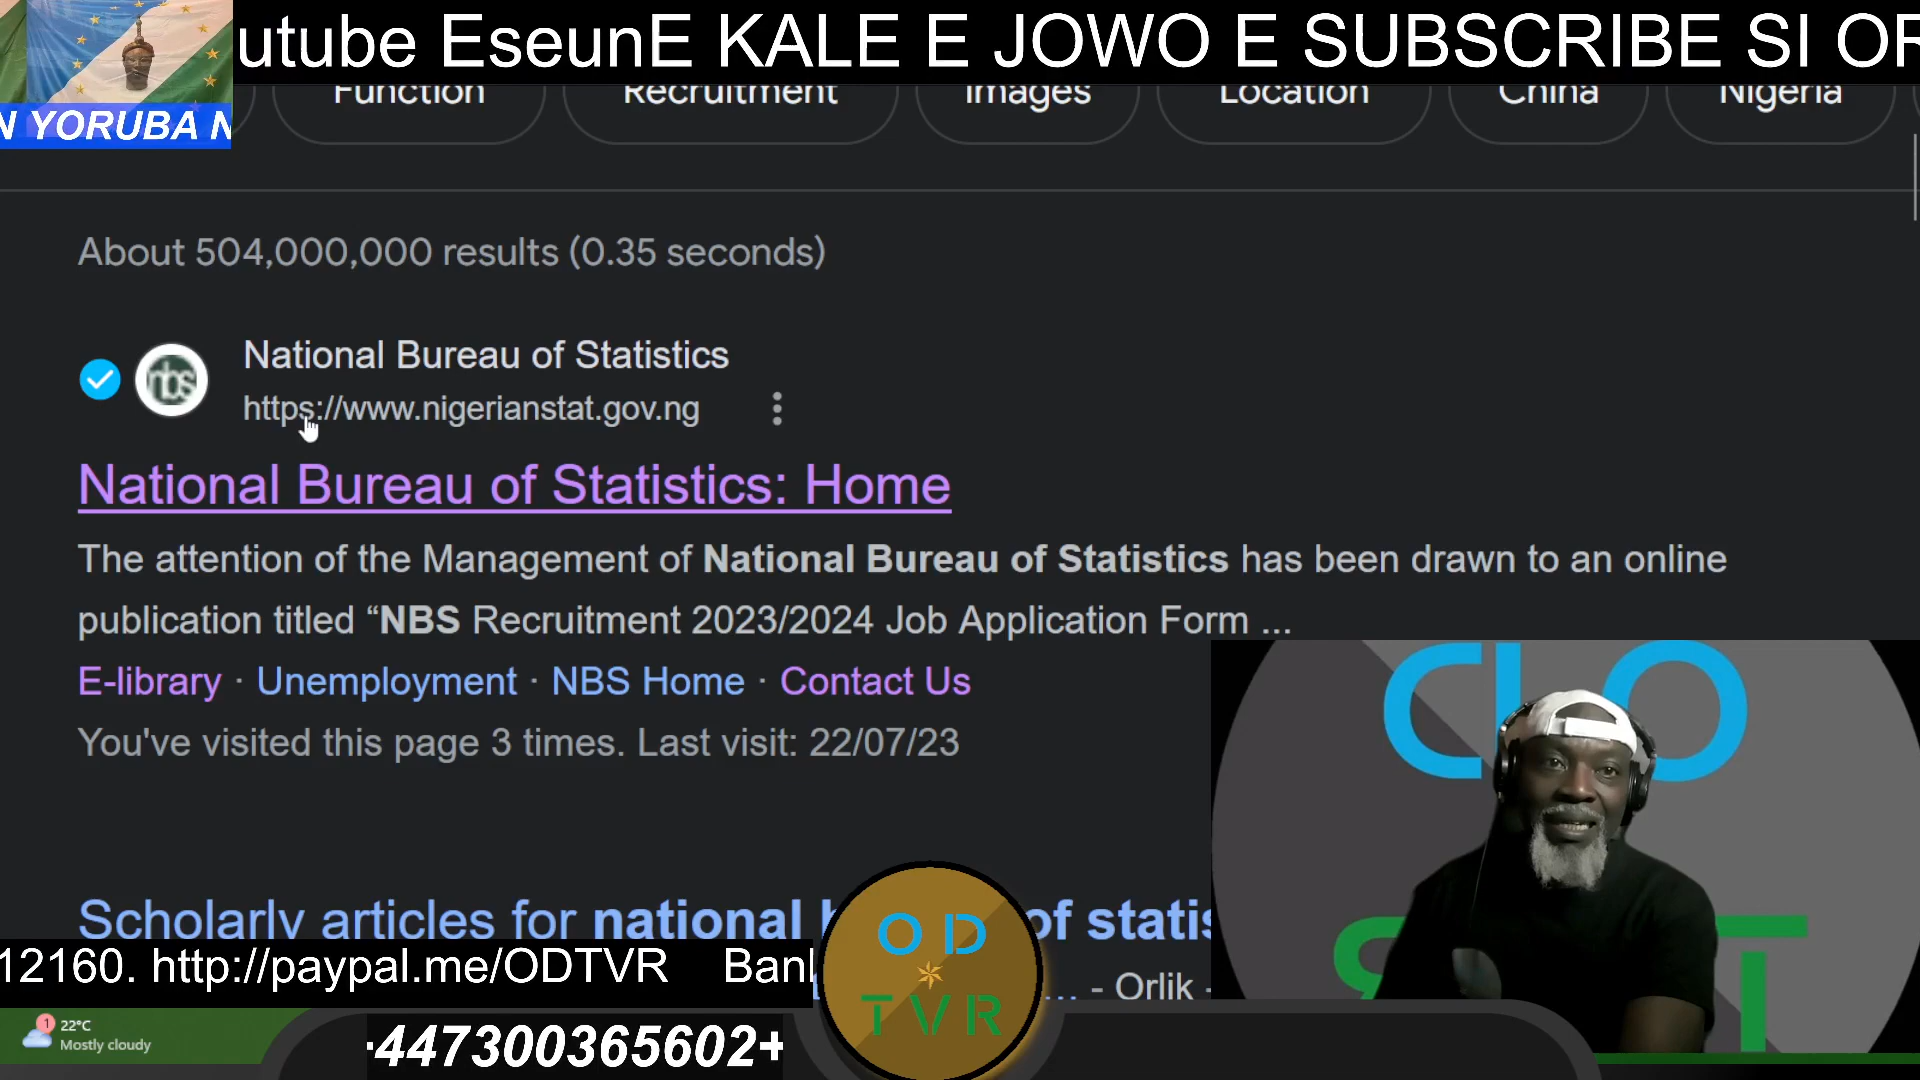 utube EseunE KALE E JOWO E SUBSCRIBE SI OR
N YORUBA N
Function
Recruitment
Images
Location
China
Nigeria
About 504,000,000 results (0.35 seconds)
nbs
National Bureau of Statistics
https://www.nigerianstat.gov.ng
National Bureau of Statistics: Home
The attention of the Management of National Bureau of Statistics has been drawn to an online
publication titled “NBS Recruitment 2023/2024 Job Application Form ...
E-library · Unemployment · NBS Home · Contact Us
You've visited this page 3 times. Last visit: 22/07/23
Scholarly articles for national of statis
12160. http://paypal.me/ODTVR Ban
... - Orlik -
O D
T V R
1
22°C
Mostly cloudy
447300365602+